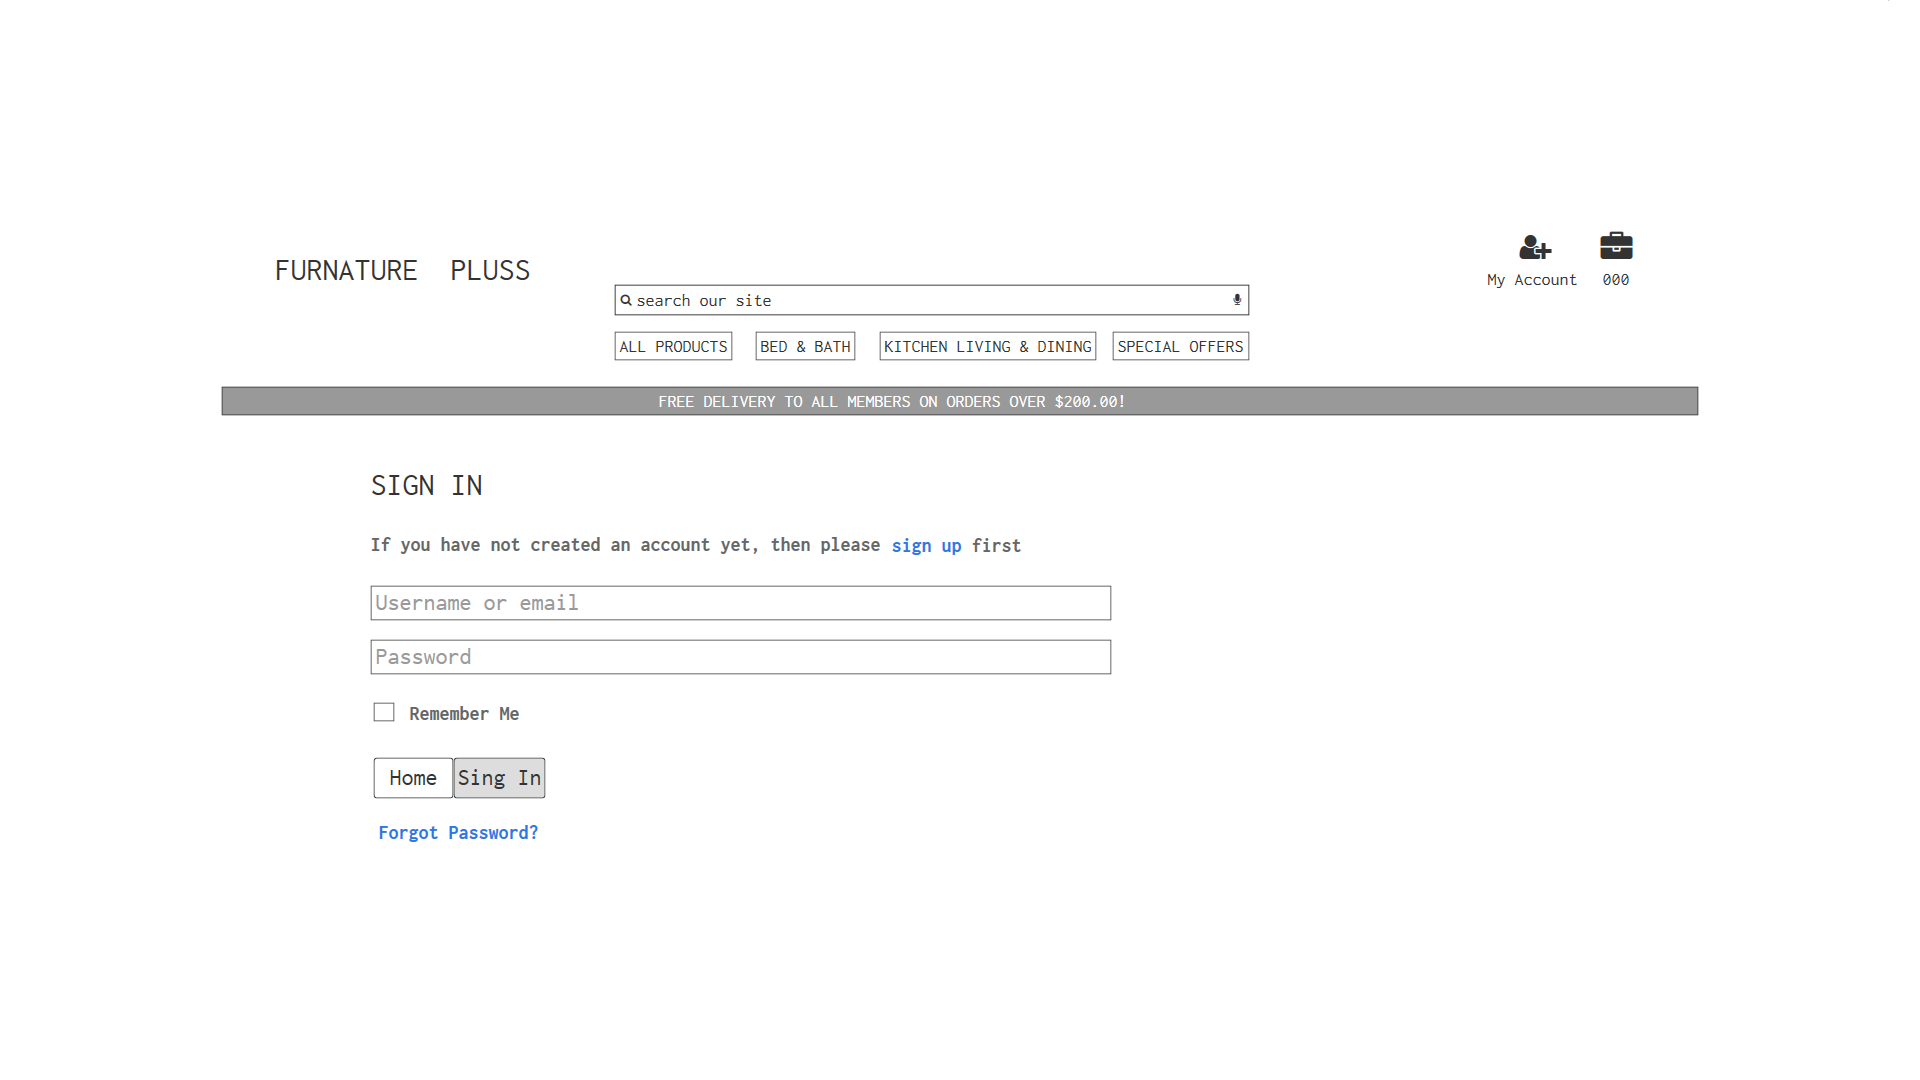 FURNATURE PLUSS
My Account
000
search our site
ALL PRODUCTS
BED & BATH
KITCHEN LIVING & DINING
SPECIAL OFFERS
FREE DELIVERY TO ALL MEMBERS ON ORDERS OVER $200.00!
SIGN IN
If you have not created an account yet, then please sign up first
Username or email
Password
Remember Me
Home
Sing In
Forgot Password?